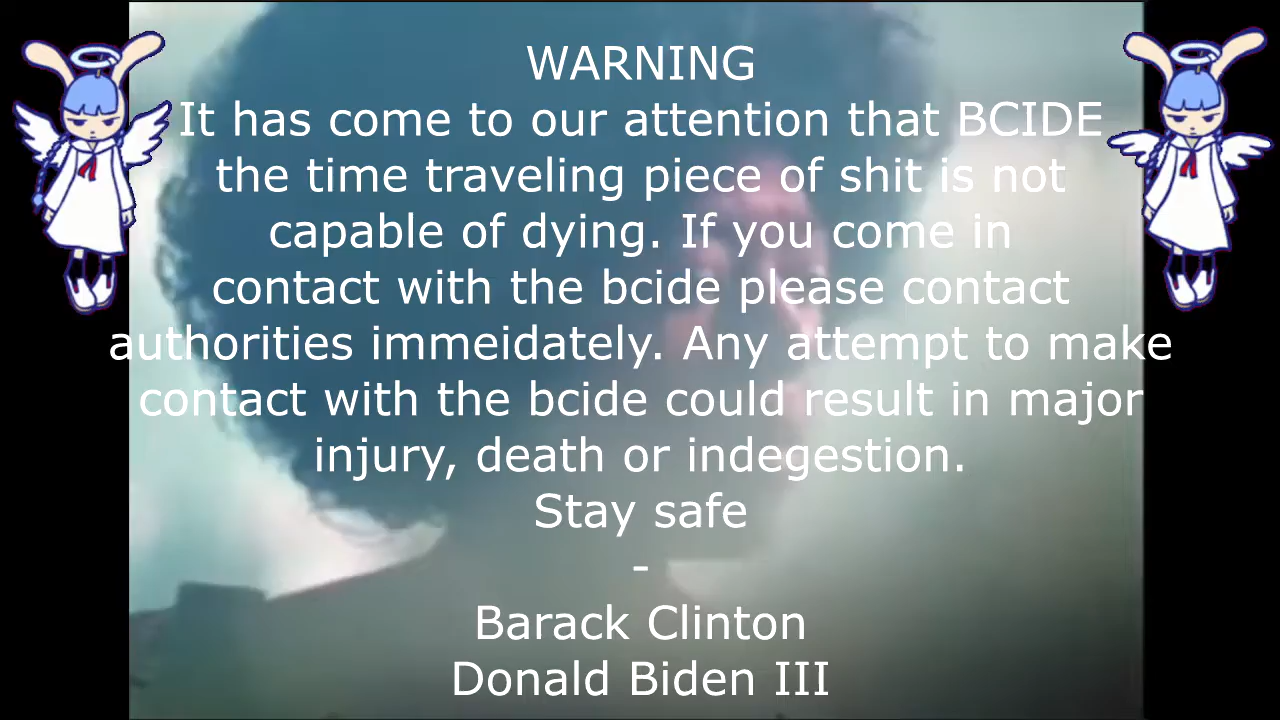 WARNING
It has come to our attention that BCIDE
the time traveling piece of shit is not
capable of dying. If you come in
contact with the bcide please contact
authorities immeidately. Any attempt to make
contact with the bcide could result in major
injury, death or indegestion.
Stay safe
-
Barack Clinton
Donald Biden III